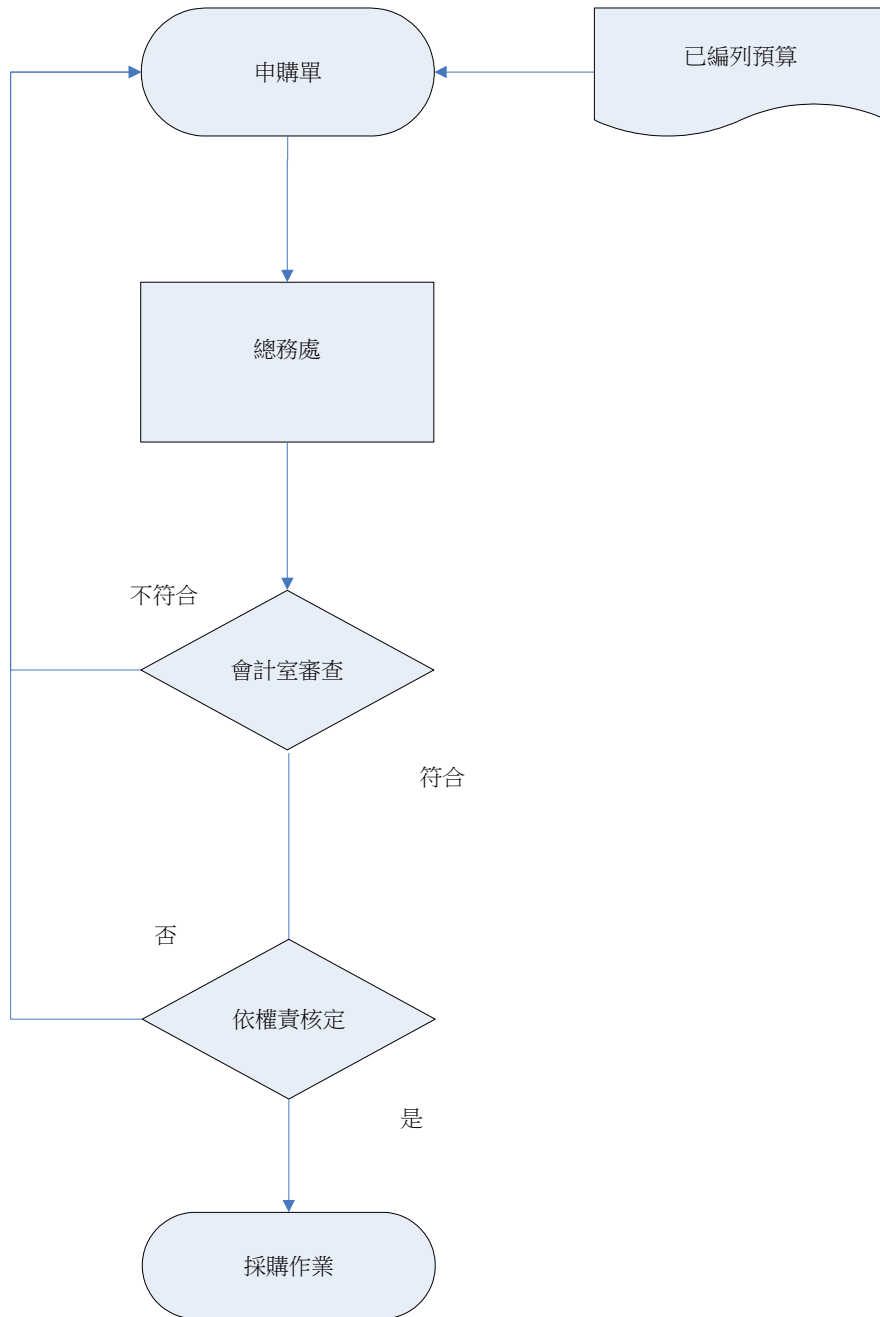 申購單
已編列預算
總務處
不符合
會計室審查
符合
否
依權責核定
是
採購作業